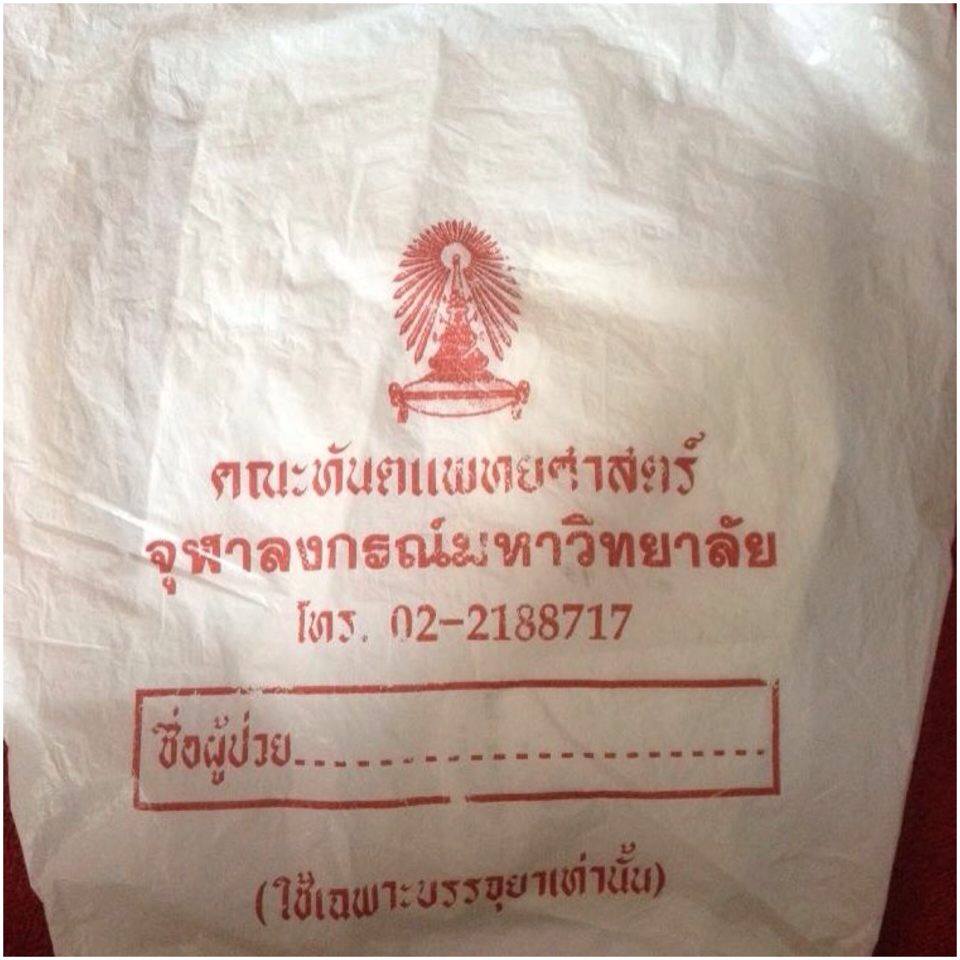 คณะทันตแพทยศาสตร์
จุฬาลงกรณ์มหาวิทยาลัย
โทร. 02-2188717
ชื่อผู้ป่วย........................
(ใช้เฉพาะบรรจุยาเท่านั้น)